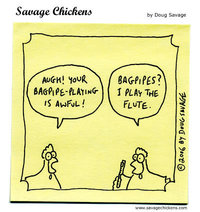 Savage Chickens
by Doug Savage
AUGH! YOUR
BAGPIPE-PLAYING
IS AWFUL!
BAGPIPES?
I PLAY THE
FLUTE.
© 2006 BY DOUG SAVAGE
www.savagechickens.com